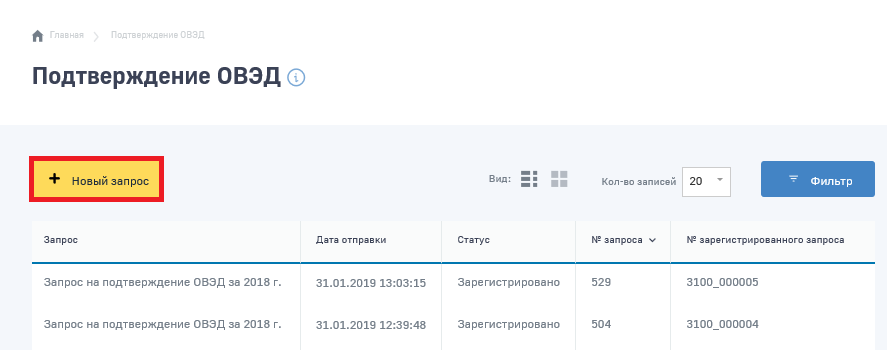 Главная > Подтверждение ОВЭД
Подтверждение ОВЭД i
+ Новый запрос Вид: Кол-во записей 20 Фильтр
Запрос Дата отправки Статус № запроса № зарегистрированного запроса
Запрос на подтверждение ОВЭД за 2018 г. 31.01.2019 13:03:15 Зарегистрировано 529 3100_000005
Запрос на подтверждение ОВЭД за 2018 г. 31.01.2019 12:39:48 Зарегистрировано 504 3100_000004